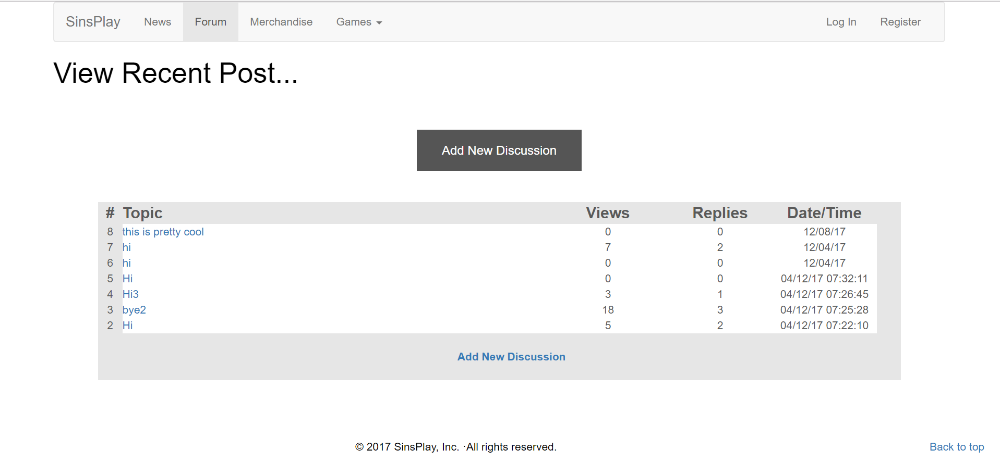 SinsPlay News Forum Merchandise Games Log In Register
View Recent Post...
Add New Discussion
# Topic Views Replies Date/Time
8 this is pretty cool 0 0 12/08/17
7 hi 7 2 12/04/17
6 hi 0 0 12/04/17
5 Hi 0 0 04/12/17 07:32:11
4 Hi3 3 1 04/12/17 07:26:45
3 bye2 18 3 04/12/17 07:25:28
2 Hi 5 2 04/12/17 07:22:10
Add New Discussion
© 2017 SinsPlay, Inc. ·All rights reserved. Back to top